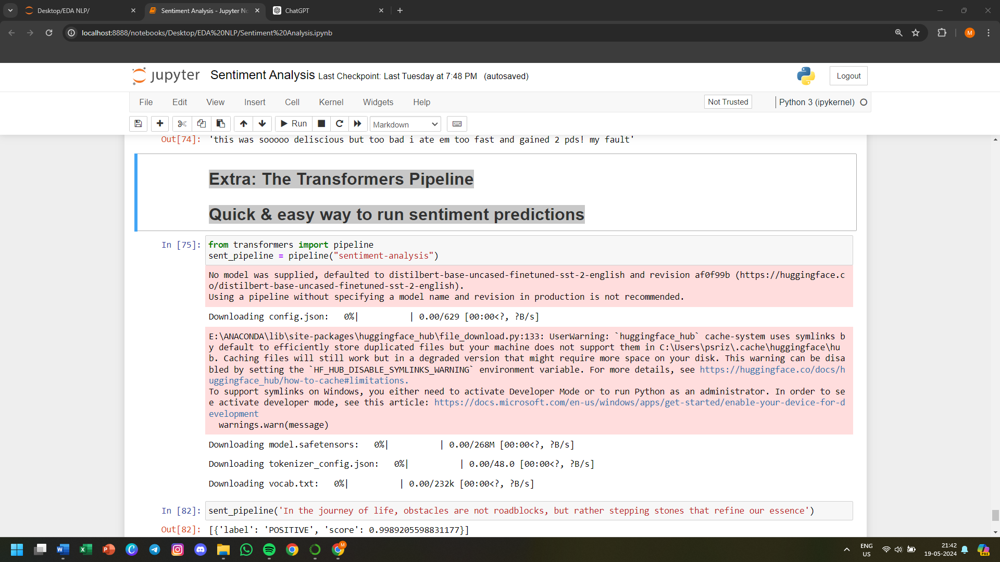 Desktop/EDA NLP/
Sentiment Analysis - Jupyter No
ChatGPT
localhost:8888/notebooks/Desktop/EDA%20NLP/Sentiment%20Analysis.ipynb
M
jupyter
Sentiment Analysis Last Checkpoint: Last Tuesday at 7:48 PM (autosaved)
Logout
File Edit View Insert Cell Kernel Widgets Help
Not Trusted
Python 3 (ipykernel)
Run
Markdown
Out[74]: 'this was sooooo deliscious but too bad i ate em too fast and gained 2 pds! my fault'
Extra: The Transformers Pipeline
Quick & easy way to run sentiment predictions
In [75]: from transformers import pipeline
sent_pipeline = pipeline("sentiment-analysis")
No model was supplied, defaulted to distilbert-base-uncased-finetuned-sst-2-english and revision af0f99b (https://huggingface.c
o/distilbert-base-uncased-finetuned-sst-2-english).
Using a pipeline without specifying a model name and revision in production is not recommended.
Downloading config.json:   0%|          | 0.00/629 [00:00<?, ?B/s]
E:\ANACONDA\lib\site-packages\huggingface_hub\file_download.py:133: UserWarning: `huggingface_hub` cache-system uses symlinks b
y default to efficiently store duplicated files but your machine does not support them in C:\Users\psriz\.cache\huggingface\hu
b. Caching files will still work but in a degraded version that might require more space on your disk. This warning can be disa
bled by setting the `HF_HUB_DISABLE_SYMLINKS_WARNING` environment variable. For more details, see https://huggingface.co/docs/h
uggingface_hub/how-to-cache#limitations.
To support symlinks on Windows, you either need to activate Developer Mode or to run Python as an administrator. In order to se
e activate developer mode, see this article: https://docs.microsoft.com/en-us/windows/apps/get-started/enable-your-device-for-d
evelopment
  warnings.warn(message)
Downloading model.safetensors:   0%|          | 0.00/268M [00:00<?, ?B/s]
Downloading tokenizer_config.json:   0%|          | 0.00/48.0 [00:00<?, ?B/s]
Downloading vocab.txt:   0%|          | 0.00/232k [00:00<?, ?B/s]
In [82]: sent_pipeline('In the journey of life, obstacles are not roadblocks, but rather stepping stones that refine our essence')
Out[82]: [{'label': 'POSITIVE', 'score': 0.9989205598831177}]
M
ENG
US
21:42
19-05-2024
PRE